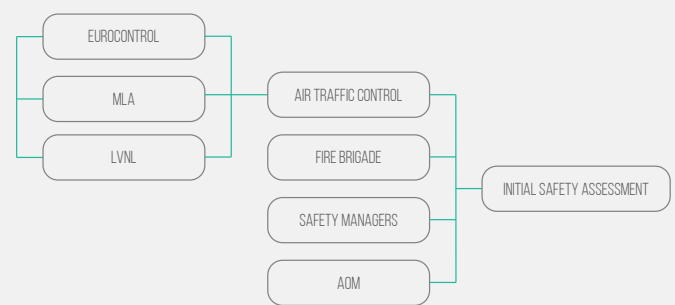 EUROCONTROL
MLA
LVNL
AIR TRAFFIC CONTROL
FIRE BRIGADE
SAFETY MANAGERS
AOM
INITIAL SAFETY ASSESSMENT